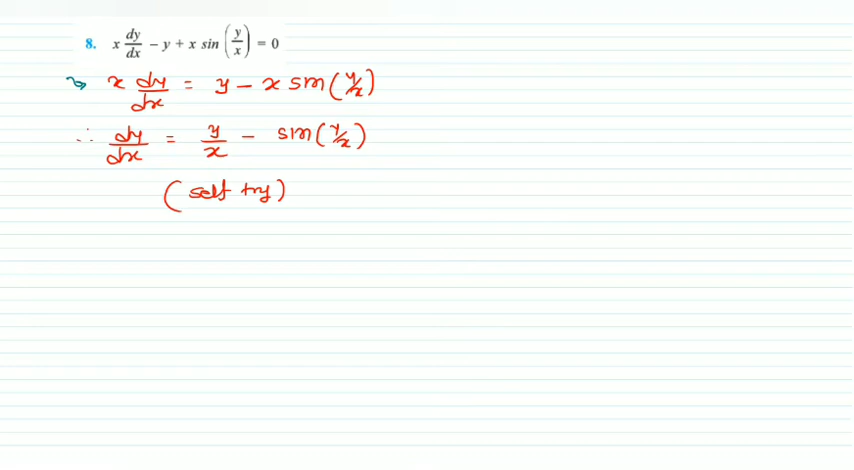 8. x dy/dx - y + x sin (y/x) = 0
x dy/dx = y - x sin(y/x)
∴ dy/dx = y/x - sin(y/x)
(self try)